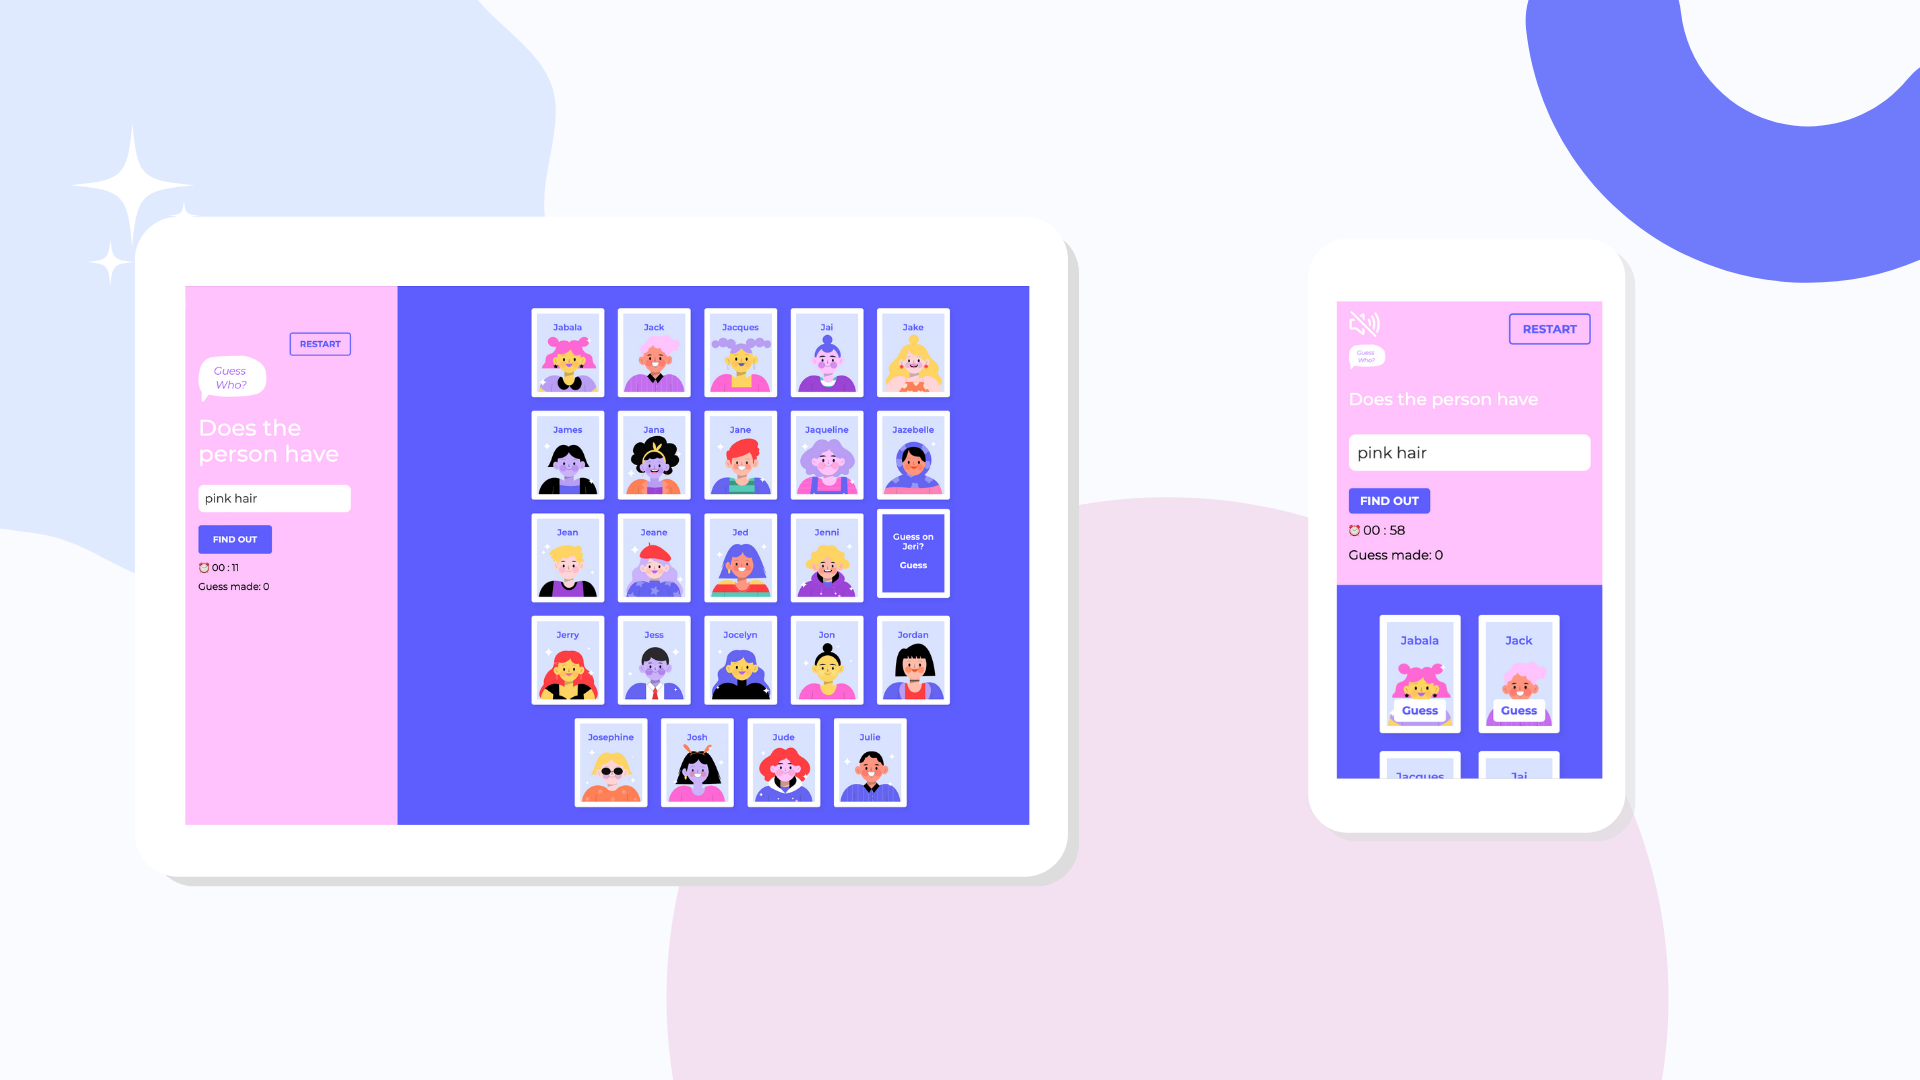 RESTART
Guess
Who?
Does the
person have
pink hair
FIND OUT
00 : 11
Guess made: 0
Jabala
Jack
Jacques
Jai
Jake
James
Jana
Jane
Jaqueline
Jazebelle
Jean
Jeane
Jed
Jenni
Guess on
Jeri?
Guess
Jerry
Jess
Jocelyn
Jon
Jordan
Josephine
Josh
Jude
Julie
RESTART
Guess
Who?
Does the person have
pink hair
FIND OUT
00 : 58
Guess made: 0
Jabala
Jack
Guess
Guess
Jacques
Jai